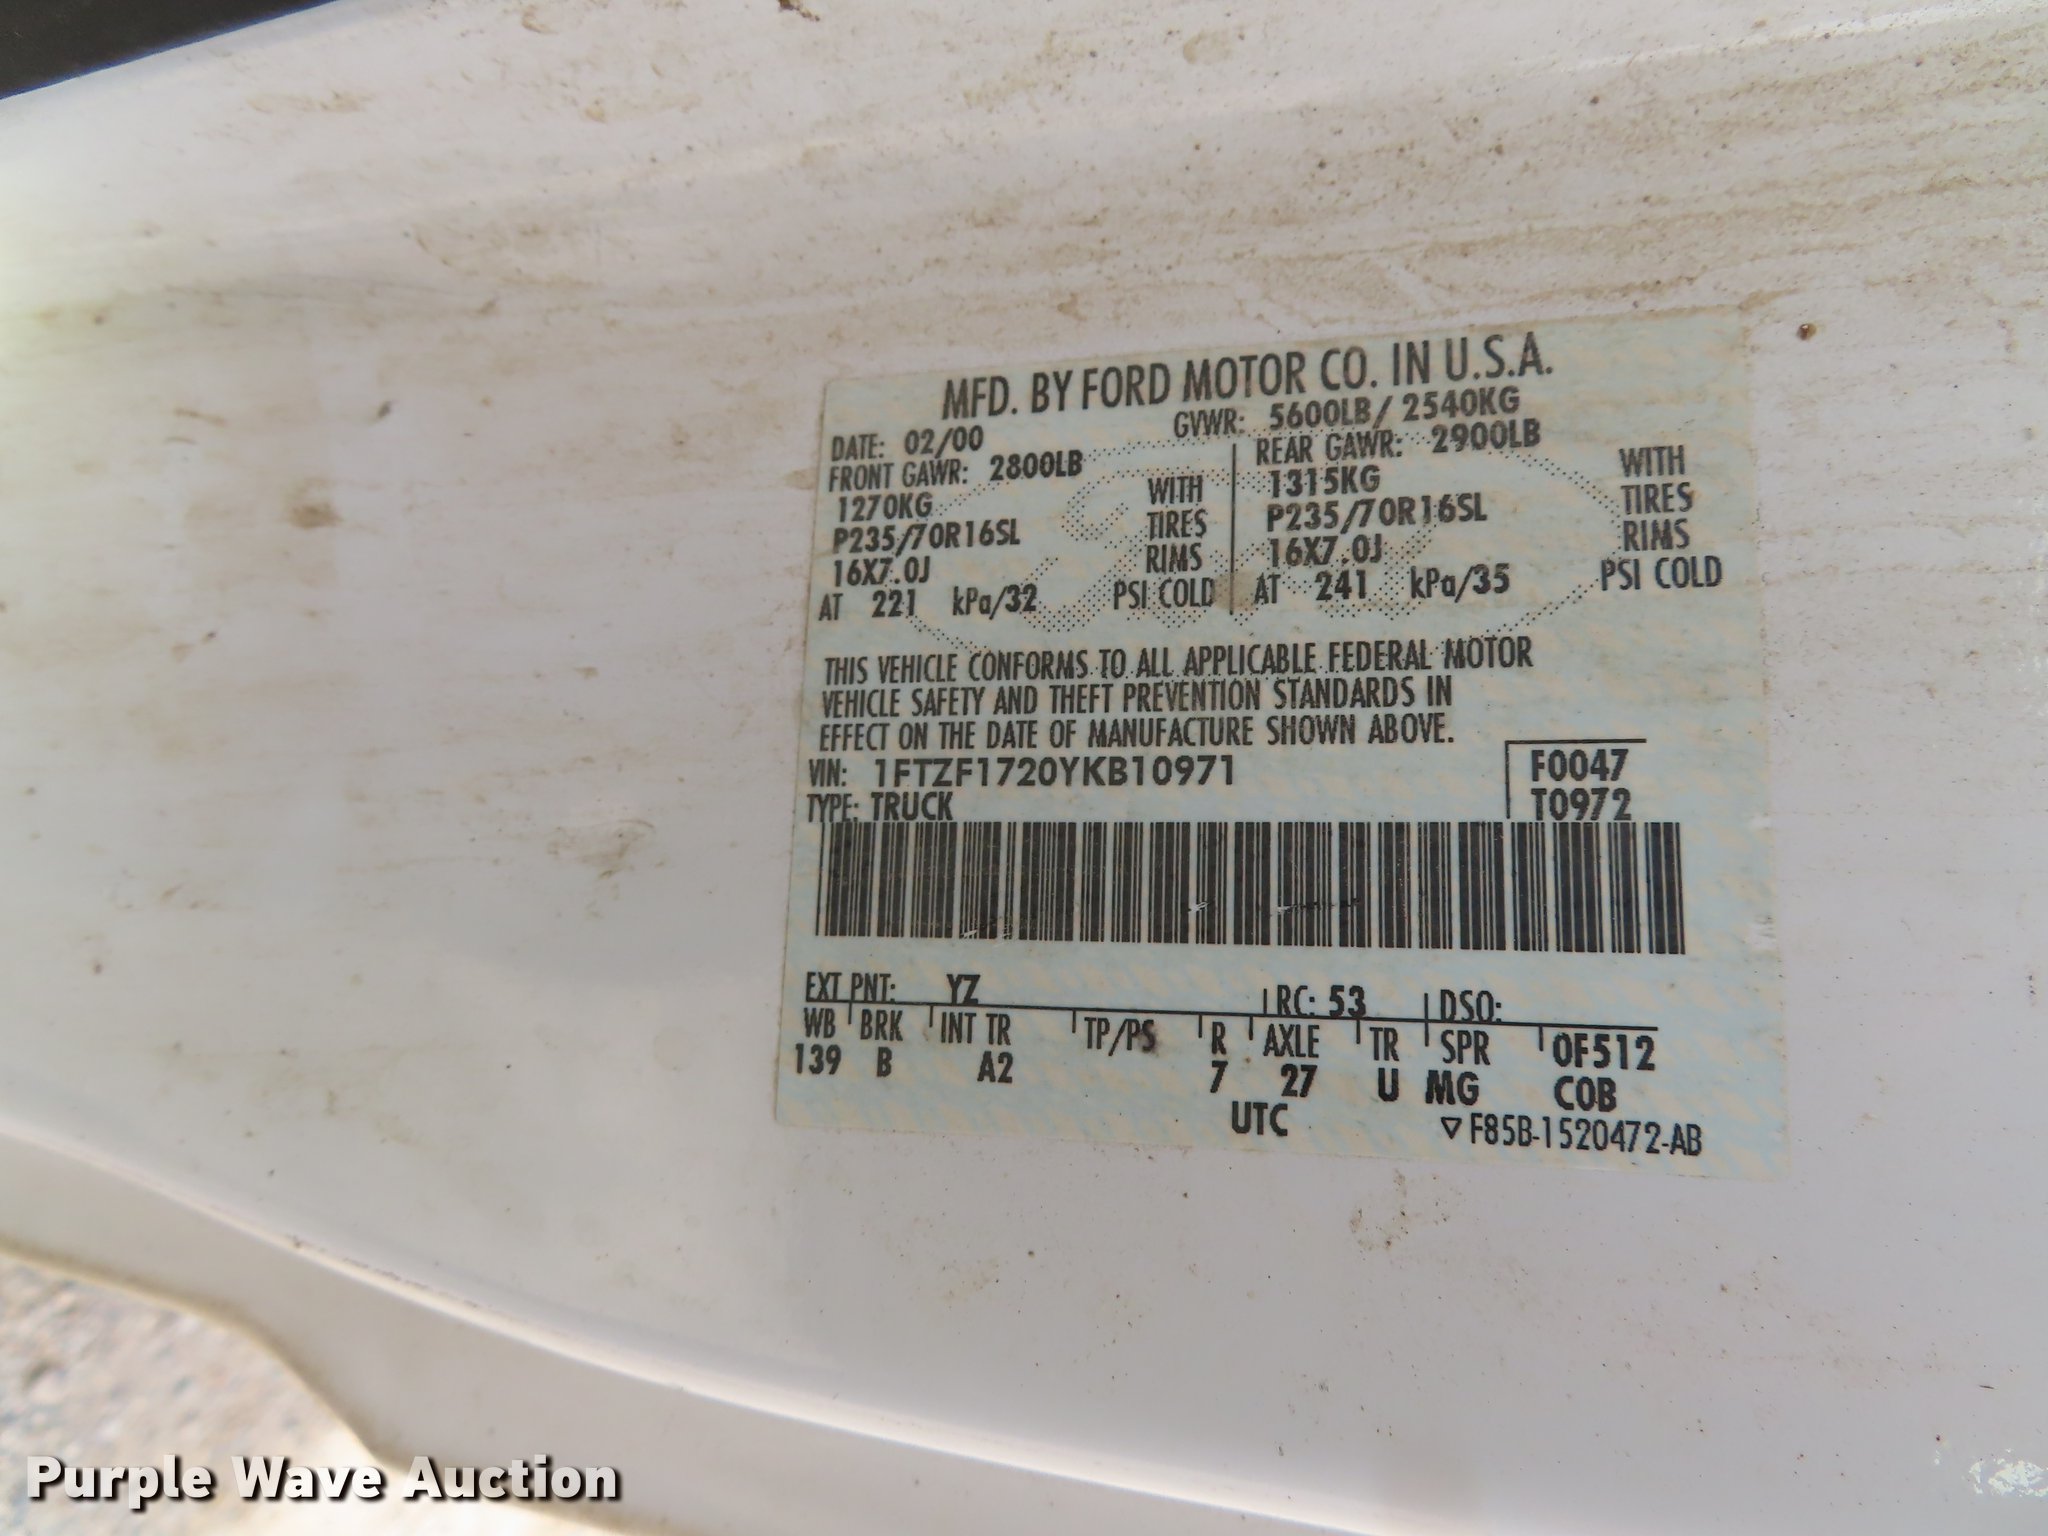 MFD. BY FORD MOTOR CO. IN U.S.A.
DATE: 02/00 GVWR: 5600LB/ 2540KG
FRONT GAWR: 2800LB REAR GAWR: 2900LB
1270KG WITH 1315KG WITH
P235/70R16SL TIRES P235/70R16SL TIRES
16X7.0J RIMS 16X7.0J RIMS
AT 221 kPa/32 PSI COLD AT 241 kPa/35 PSI COLD
THIS VEHICLE CONFORMS TO ALL APPLICABLE FEDERAL MOTOR
VEHICLE SAFETY AND THEFT PREVENTION STANDARDS IN
EFFECT ON THE DATE OF MANUFACTURE SHOWN ABOVE.
VIN: 1FTZF1720YKB10971 F0047
TYPE: TRUCK T0972
EXT PNT: YZ RC: 53 DSO:
WB BRK INT TR TP/PS R AXLE TR SPR 0F512
139 B A2 7 27 U MG COB
UTC ▽F85B-1520472-AB
Purple Wave Auction